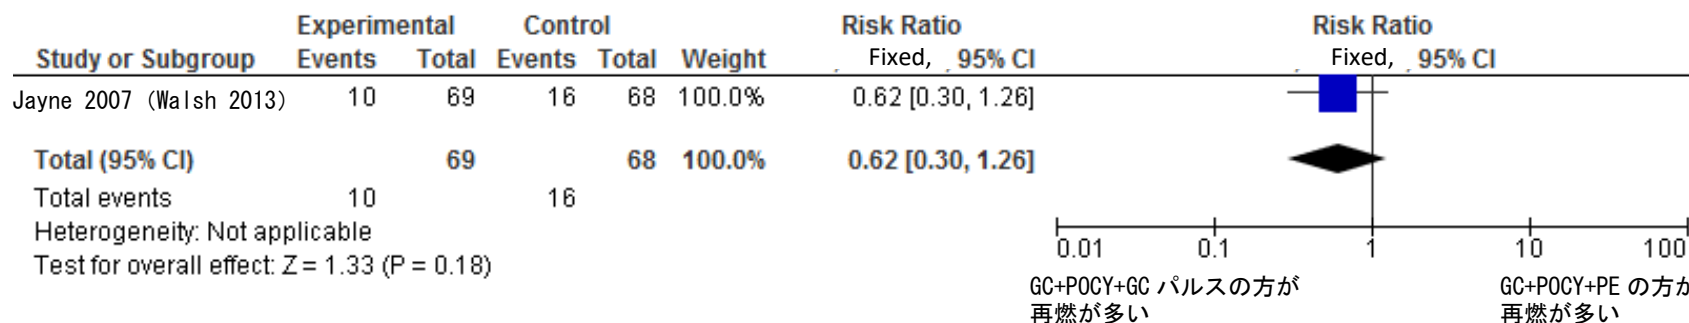 Experimental Control Risk Ratio Risk Ratio
Study or Subgroup Events Total Events Total Weight Fixed, 95% CI Fixed, 95% CI
Jayne 2007 (Walsh 2013) 10 69 16 68 100.0% 0.62 [0.30, 1.26]
Total (95% CI) 69 68 100.0% 0.62 [0.30, 1.26]
Total events 10 16
Heterogeneity: Not applicable
Test for overall effect: Z = 1.33 (P = 0.18)
0.01 0.1 1 10 100
GC+POCY+GC パルスの方が
再燃が多い
GC+POCY+PE の方が
再燃が多い